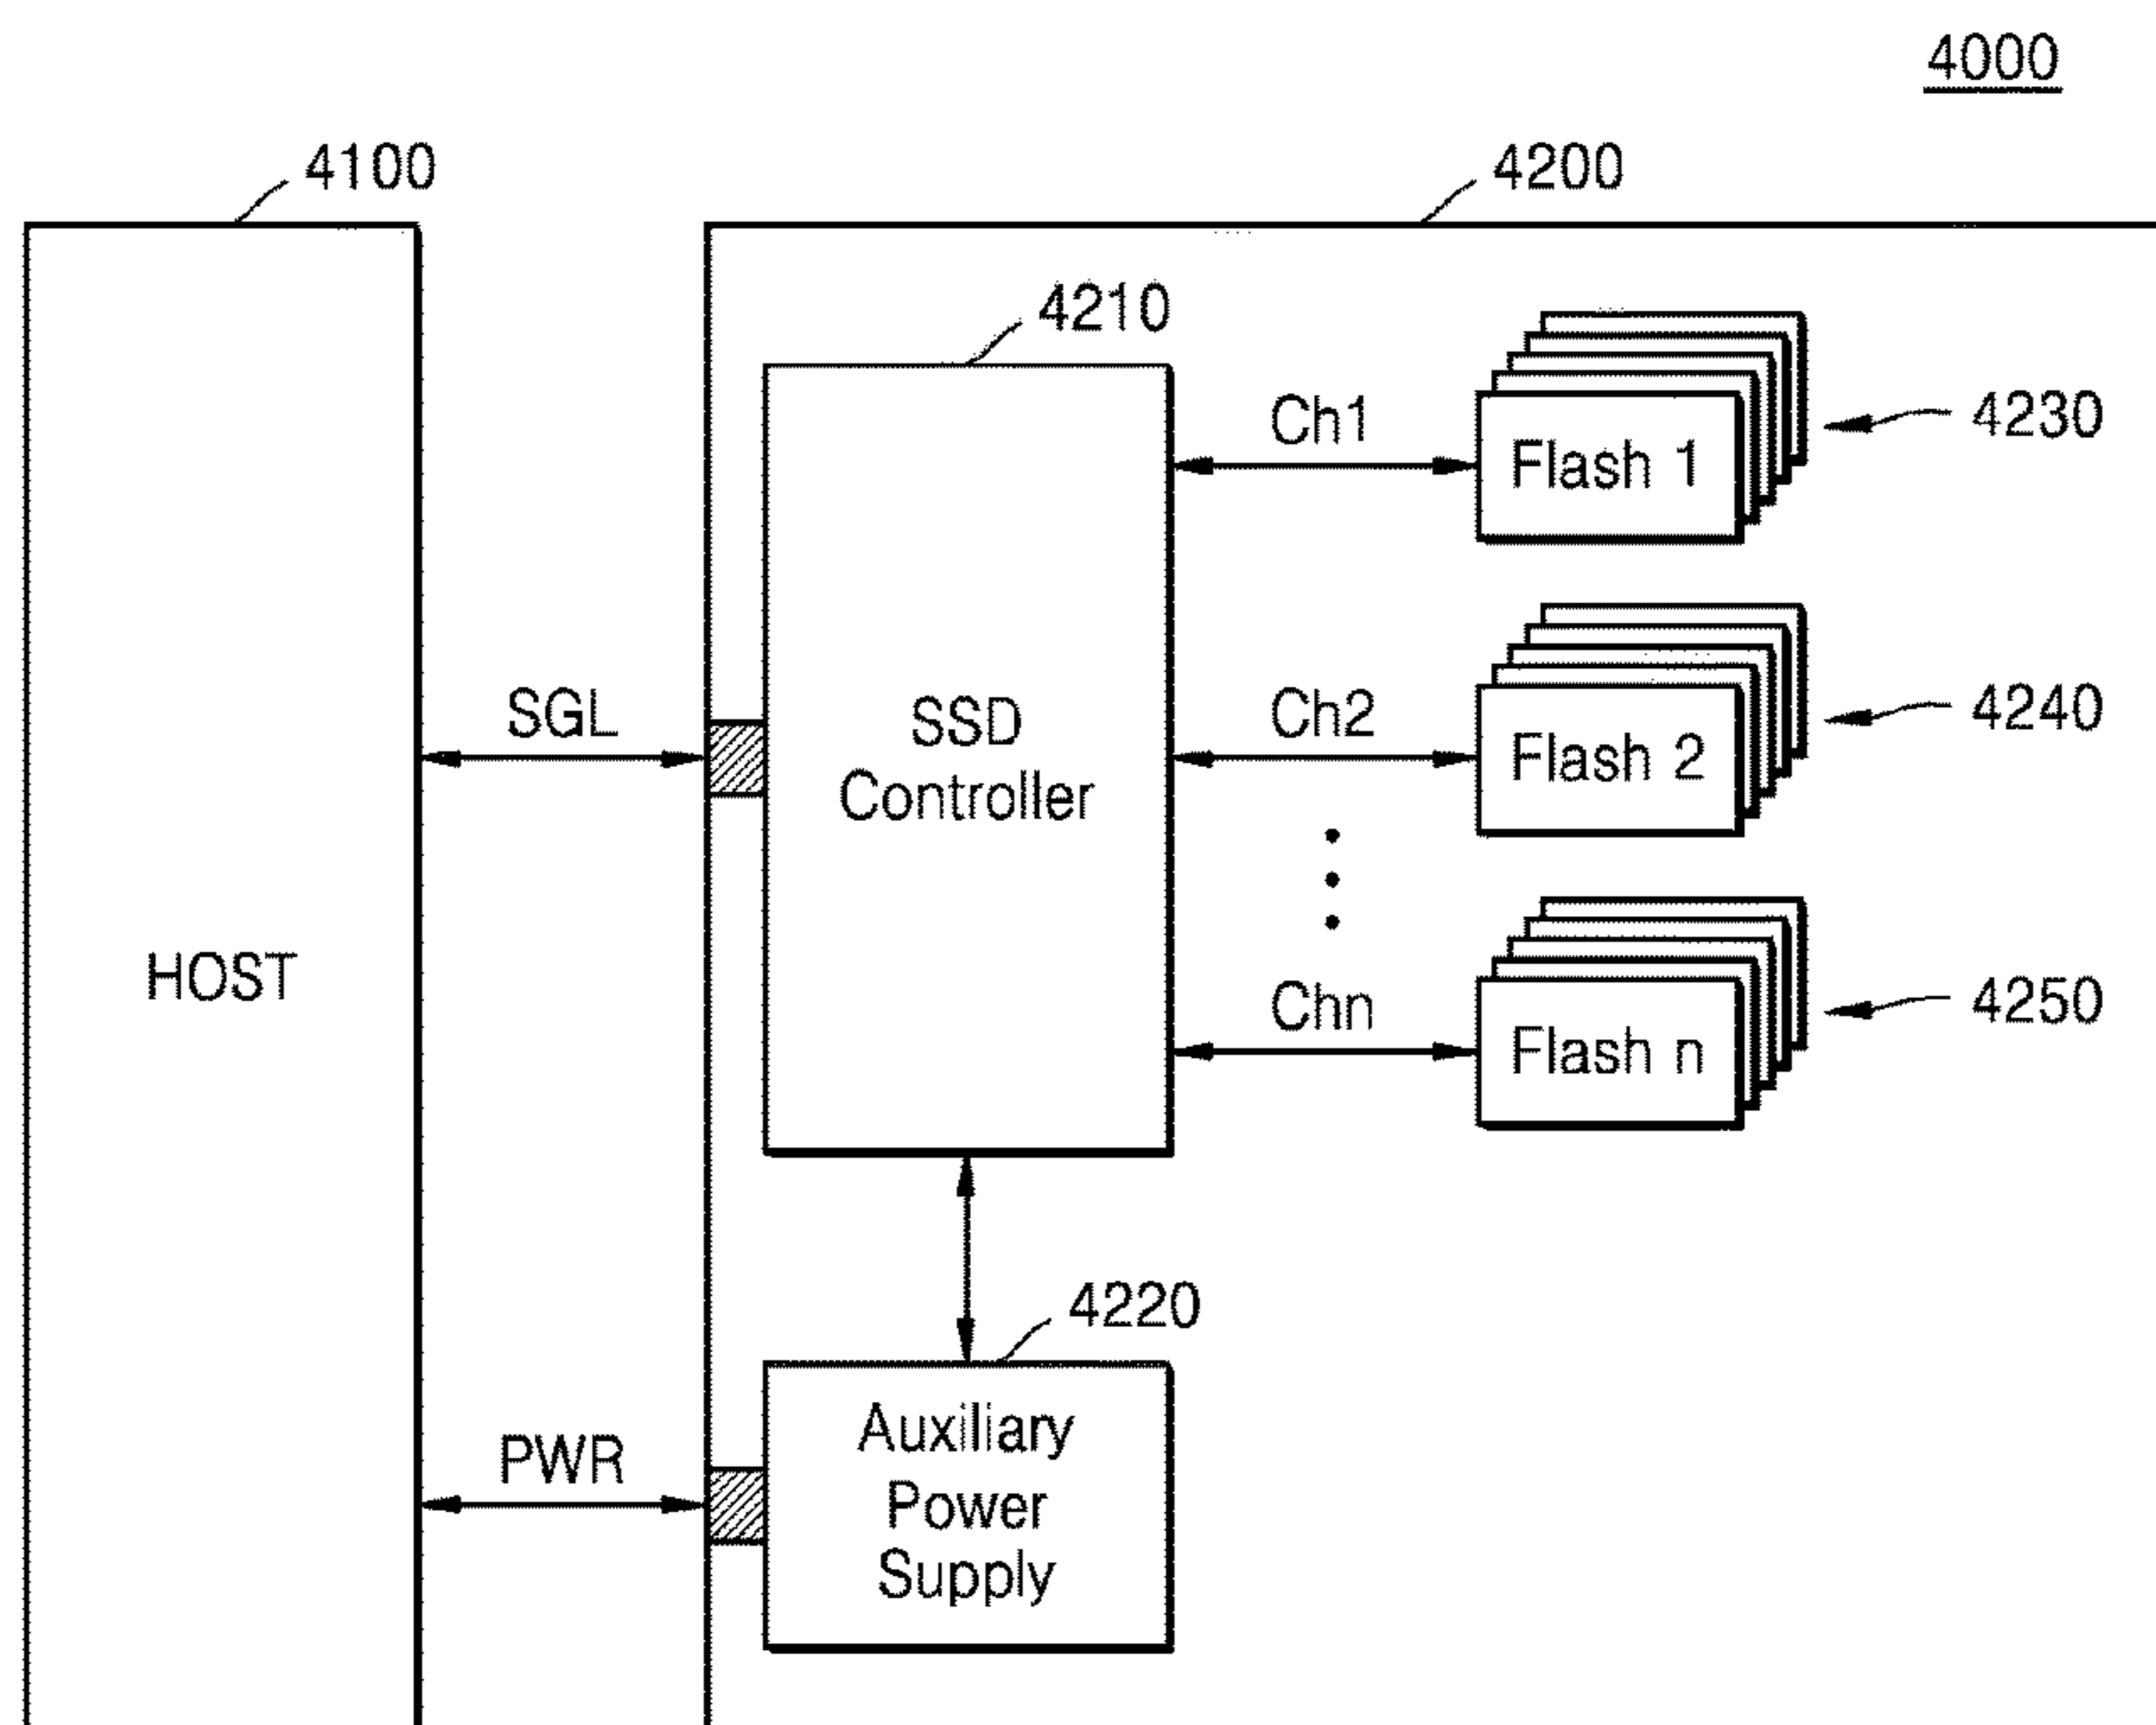 4000
4100
4200
4210
Ch1
Flash 1
4230
SGL
SSD
Controller
Ch2
Flash 2
4240
HOST
Chn
Flash n
4250
4220
PWR
Auxiliary
Power
Supply